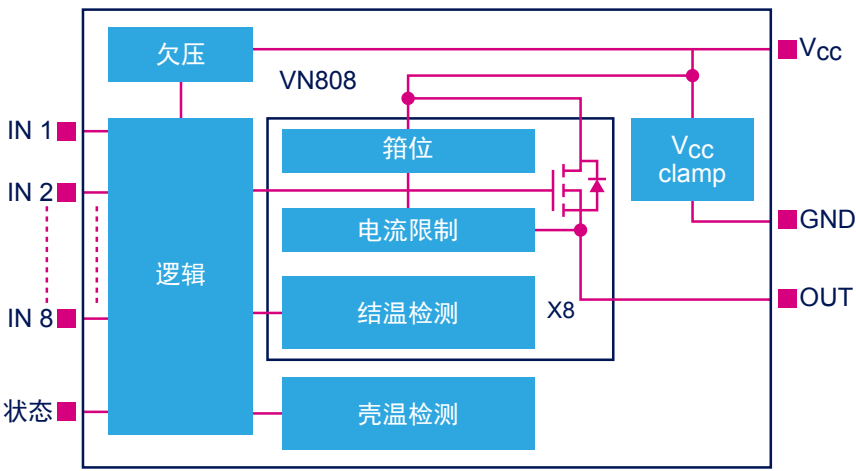 欠压
VCC
VN808
IN 1
箝位
VCC
clamp
IN 2
电流限制
GND
逻辑
OUT
结温检测
X8
IN 8
状态
壳温检测